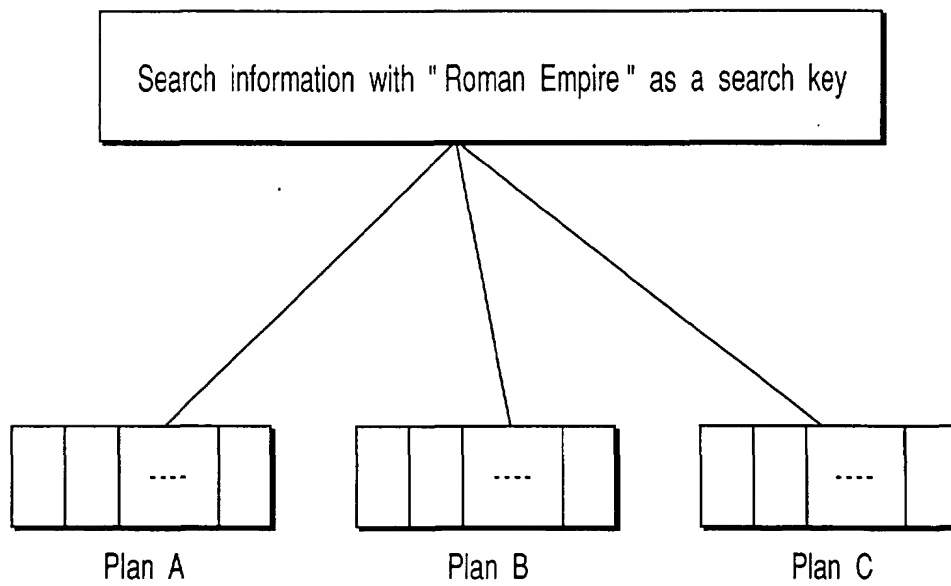 Search information with "Roman Empire" as a search key
----
----
----
Plan A
Plan B
Plan C